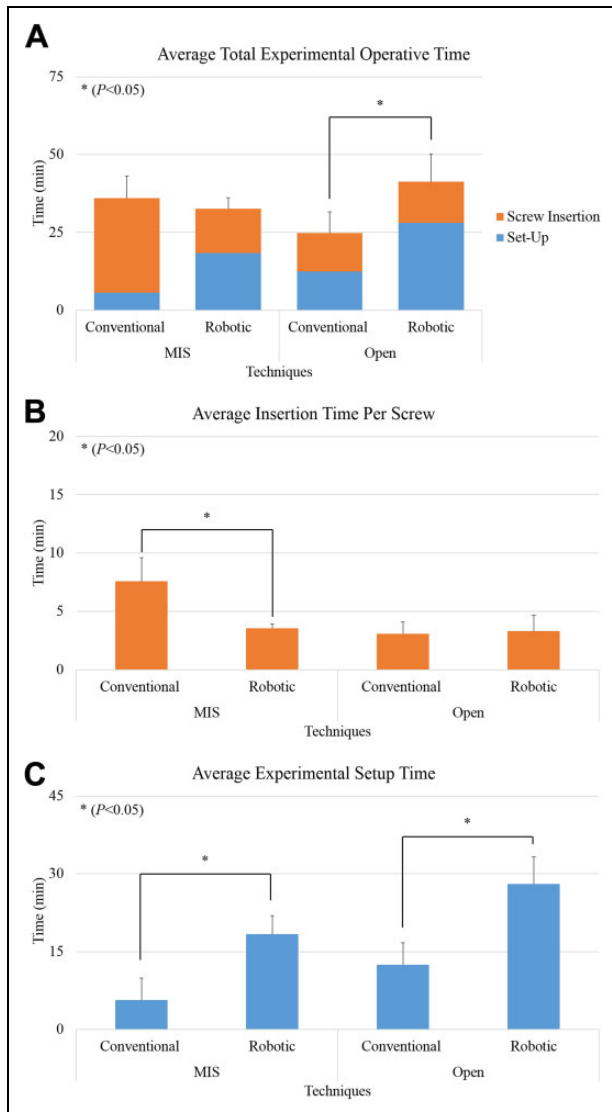 A
Average Total Experimental Operative Time
75
* (P<0.05)
*
50
Time (min)
25
0
Screw Insertion
Set-Up
Conventional Robotic Conventional Robotic
MIS Open
Techniques
B
Average Insertion Time Per Screw
20
* (P<0.05)
15
*
Time (min)
10
5
0
Conventional Robotic Conventional Robotic
MIS Open
Techniques
C
Average Experimental Setup Time
45
* (P<0.05)
*
*
30
Time (min)
15
0
Conventional Robotic Conventional Robotic
MIS Open
Techniques